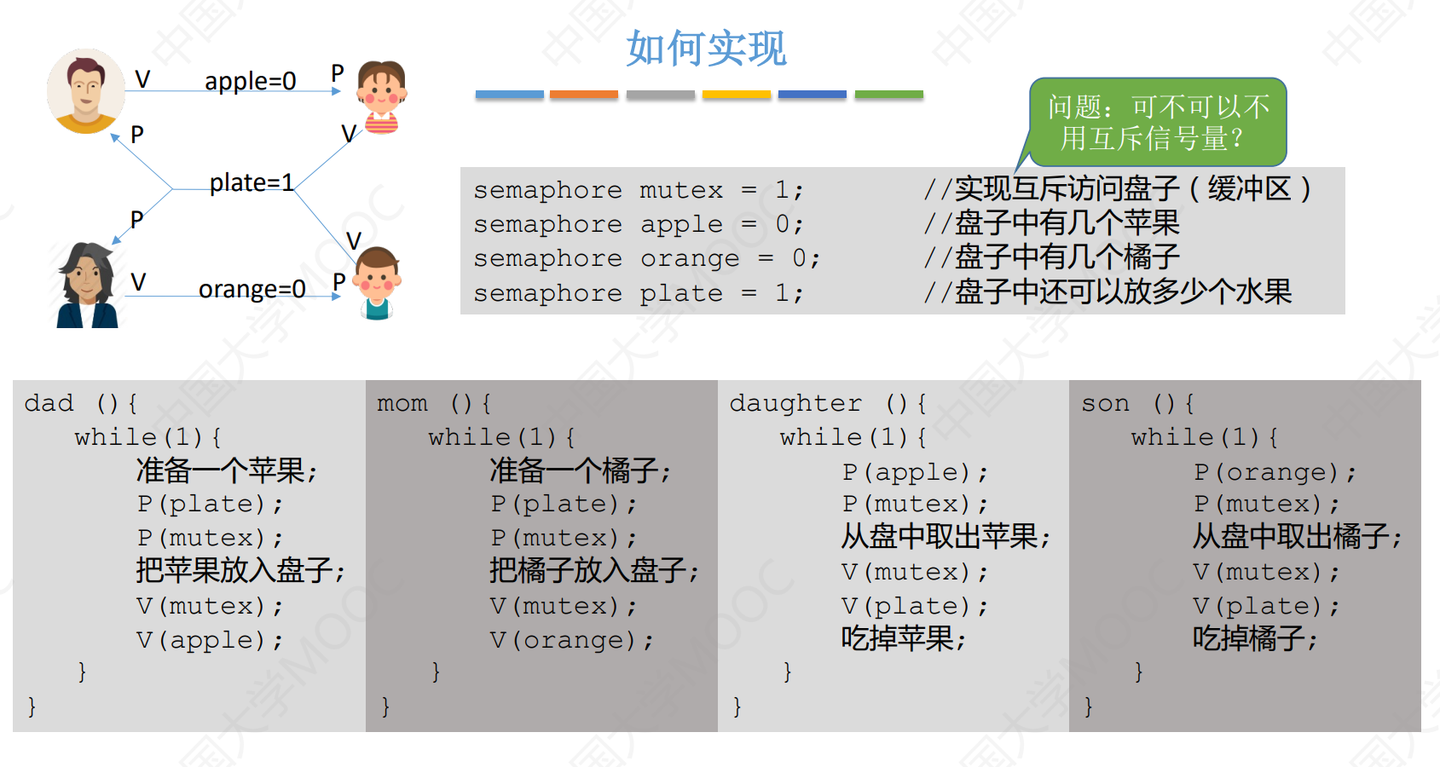 如何实现
V apple=0 P
P V
plate=1
P V
V orange=0 P
问题：可不可以不
用互斥信号量？
semaphore mutex = 1; //实现互斥访问盘子（缓冲区）
semaphore apple = 0; //盘子中有几个苹果
semaphore orange = 0; //盘子中有几个橘子
semaphore plate = 1; //盘子中还可以放多少个水果
dad (){
while(1){
准备一个苹果;
P(plate);
P(mutex);
把苹果放入盘子;
V(mutex);
V(apple);
}
}
mom (){
while(1){
准备一个橘子;
P(plate);
P(mutex);
把橘子放入盘子;
V(mutex);
V(orange);
}
}
daughter (){
while(1){
P(apple);
P(mutex);
从盘中取出苹果;
V(mutex);
V(plate);
吃掉苹果;
}
}
son (){
while(1){
P(orange);
P(mutex);
从盘中取出橘子;
V(mutex);
V(plate);
吃掉橘子;
}
}
中国大学MOOC